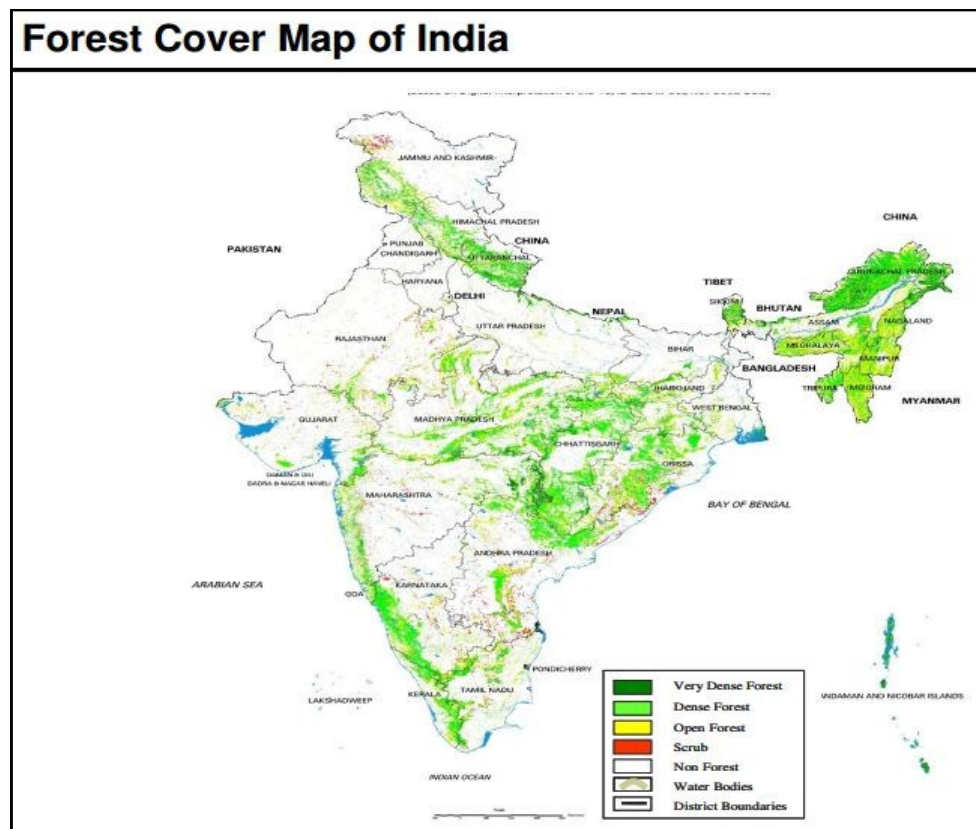 Forest Cover Map of India
JAMMU AND KASHMIR
HIMACHAL PRADESH
CHINA
PAKISTAN
PUNJAB
CHANDIGARH
CHINA
UTTARANCHAL
HARYANA
DELHI
TIBET
ARUNACHAL PRADESH
SIKKIM
BHUTAN
NEPAL
ASSAM
NAGALAND
UTTAR PRADESH
RAJASTHAN
BIHAR
MEGHALAYA
MANIPUR
BANGLADESH
TRIPURA
MIZORAM
MYANMAR
JHARKHAND
WEST BENGAL
GUJARAT
MADHYA PRADESH
CHHATTISGARH
ORISSA
DAMAN & DIU
DADRA & NAGAR HAVELI
MAHARASHTRA
BAY OF BENGAL
ANDHRA PRADESH
ARABIAN SEA
KARNATAKA
GOA
PONDICHERRY
KERALA
TAMIL NADU
LAKSHADWEEP
NDAMAN AND NICOBAR ISLANDS
Very Dense Forest
Dense Forest
Open Forest
Scrub
Non Forest
Water Bodies
District Boundaries
INDIAN OCEAN